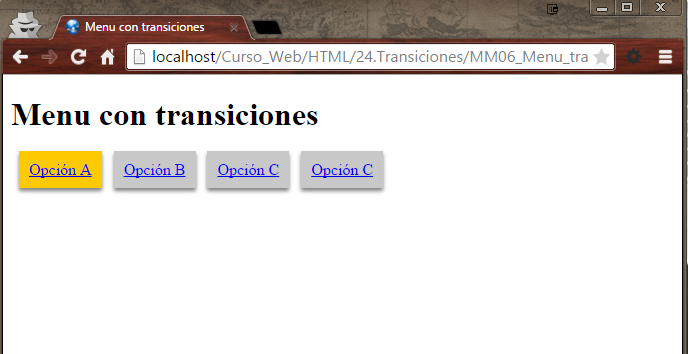 Menu con transiciones
localhost/Curso_Web/HTML/24.Transiciones/MM06_Menu_tra
Menu con transiciones
Opción A Opción B Opción C Opción C